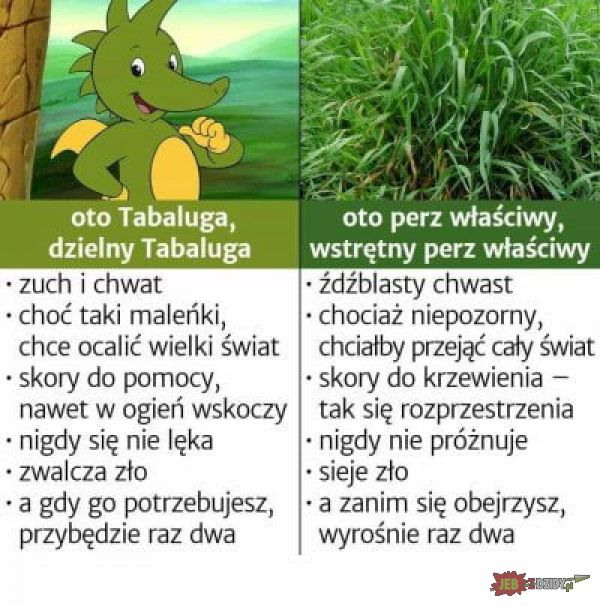 oto Tabaluga,
dzielny Tabaluga
· zuch i chwat
· choć taki maleńki,
chce ocalić wielki świat
· skory do pomocy,
nawet w ogień wskoczy
· nigdy się nie lęka
· zwalcza zło
· a gdy go potrzebujesz,
przybędzie raz dwa
oto perz właściwy,
wstrętny perz właściwy
· źdźblasty chwast
· chociaż niepozorny,
chciałby przejąć cały świat
· skory do krzewienia –
tak się rozprzestrzenia
· nigdy nie próżnuje
· sieje zło
· a zanim się obejrzysz,
wyrośnie raz dwa
JEBZDZIDY.pl